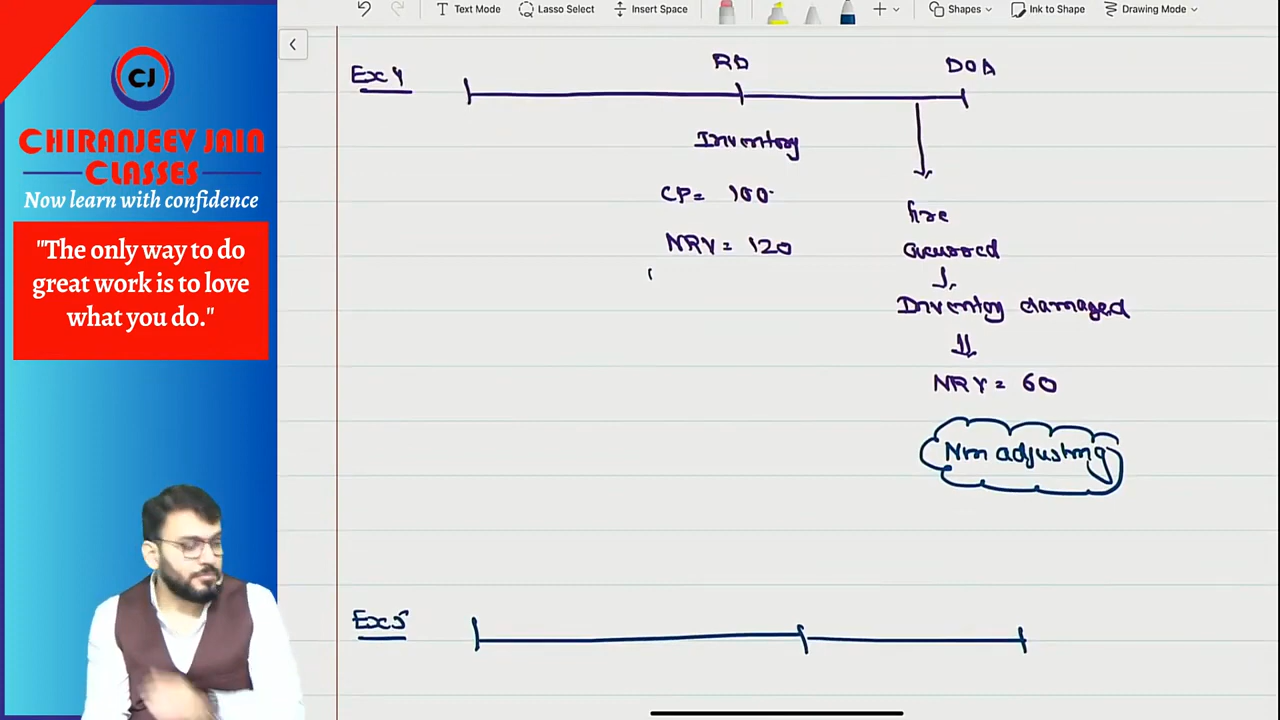 Text Mode Lasso Select Insert Space Shapes Ink to Shape Drawing Mode
CJ
CHIRANJEEV JAIN
CLASSES
Now learn with confidence
"The only way to do
great work is to love
what you do."
Ex 4
RD
DOA
Inventory
CP = 100
NRV = 120
fire
occurred
Inventory damaged
NRV = 60
Non adjusting
Ex 5